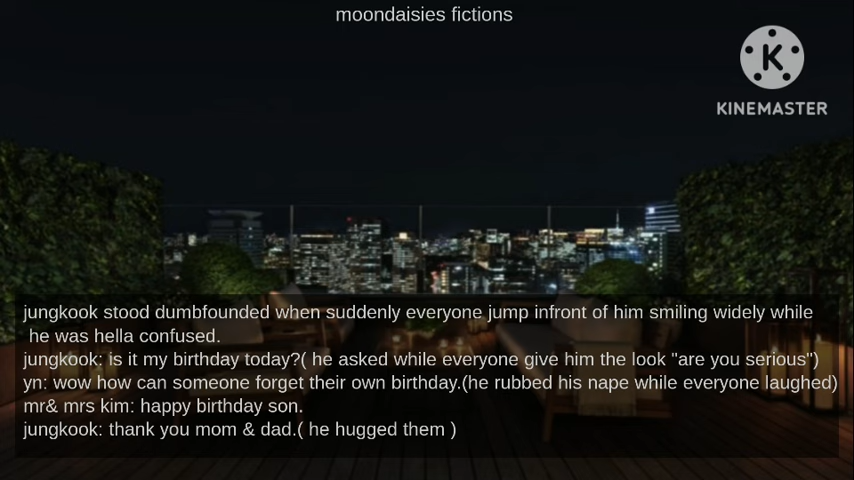 moondaisies fictions
KINEMASTER
jungkook stood dumbfounded when suddenly everyone jump infront of him smiling widely while
he was hella confused.
jungkook: is it my birthday today?( he asked while everyone give him the look "are you serious")
yn: wow how can someone forget their own birthday.(he rubbed his nape while everyone laughed)
mr& mrs kim: happy birthday son.
jungkook: thank you mom & dad.( he hugged them )